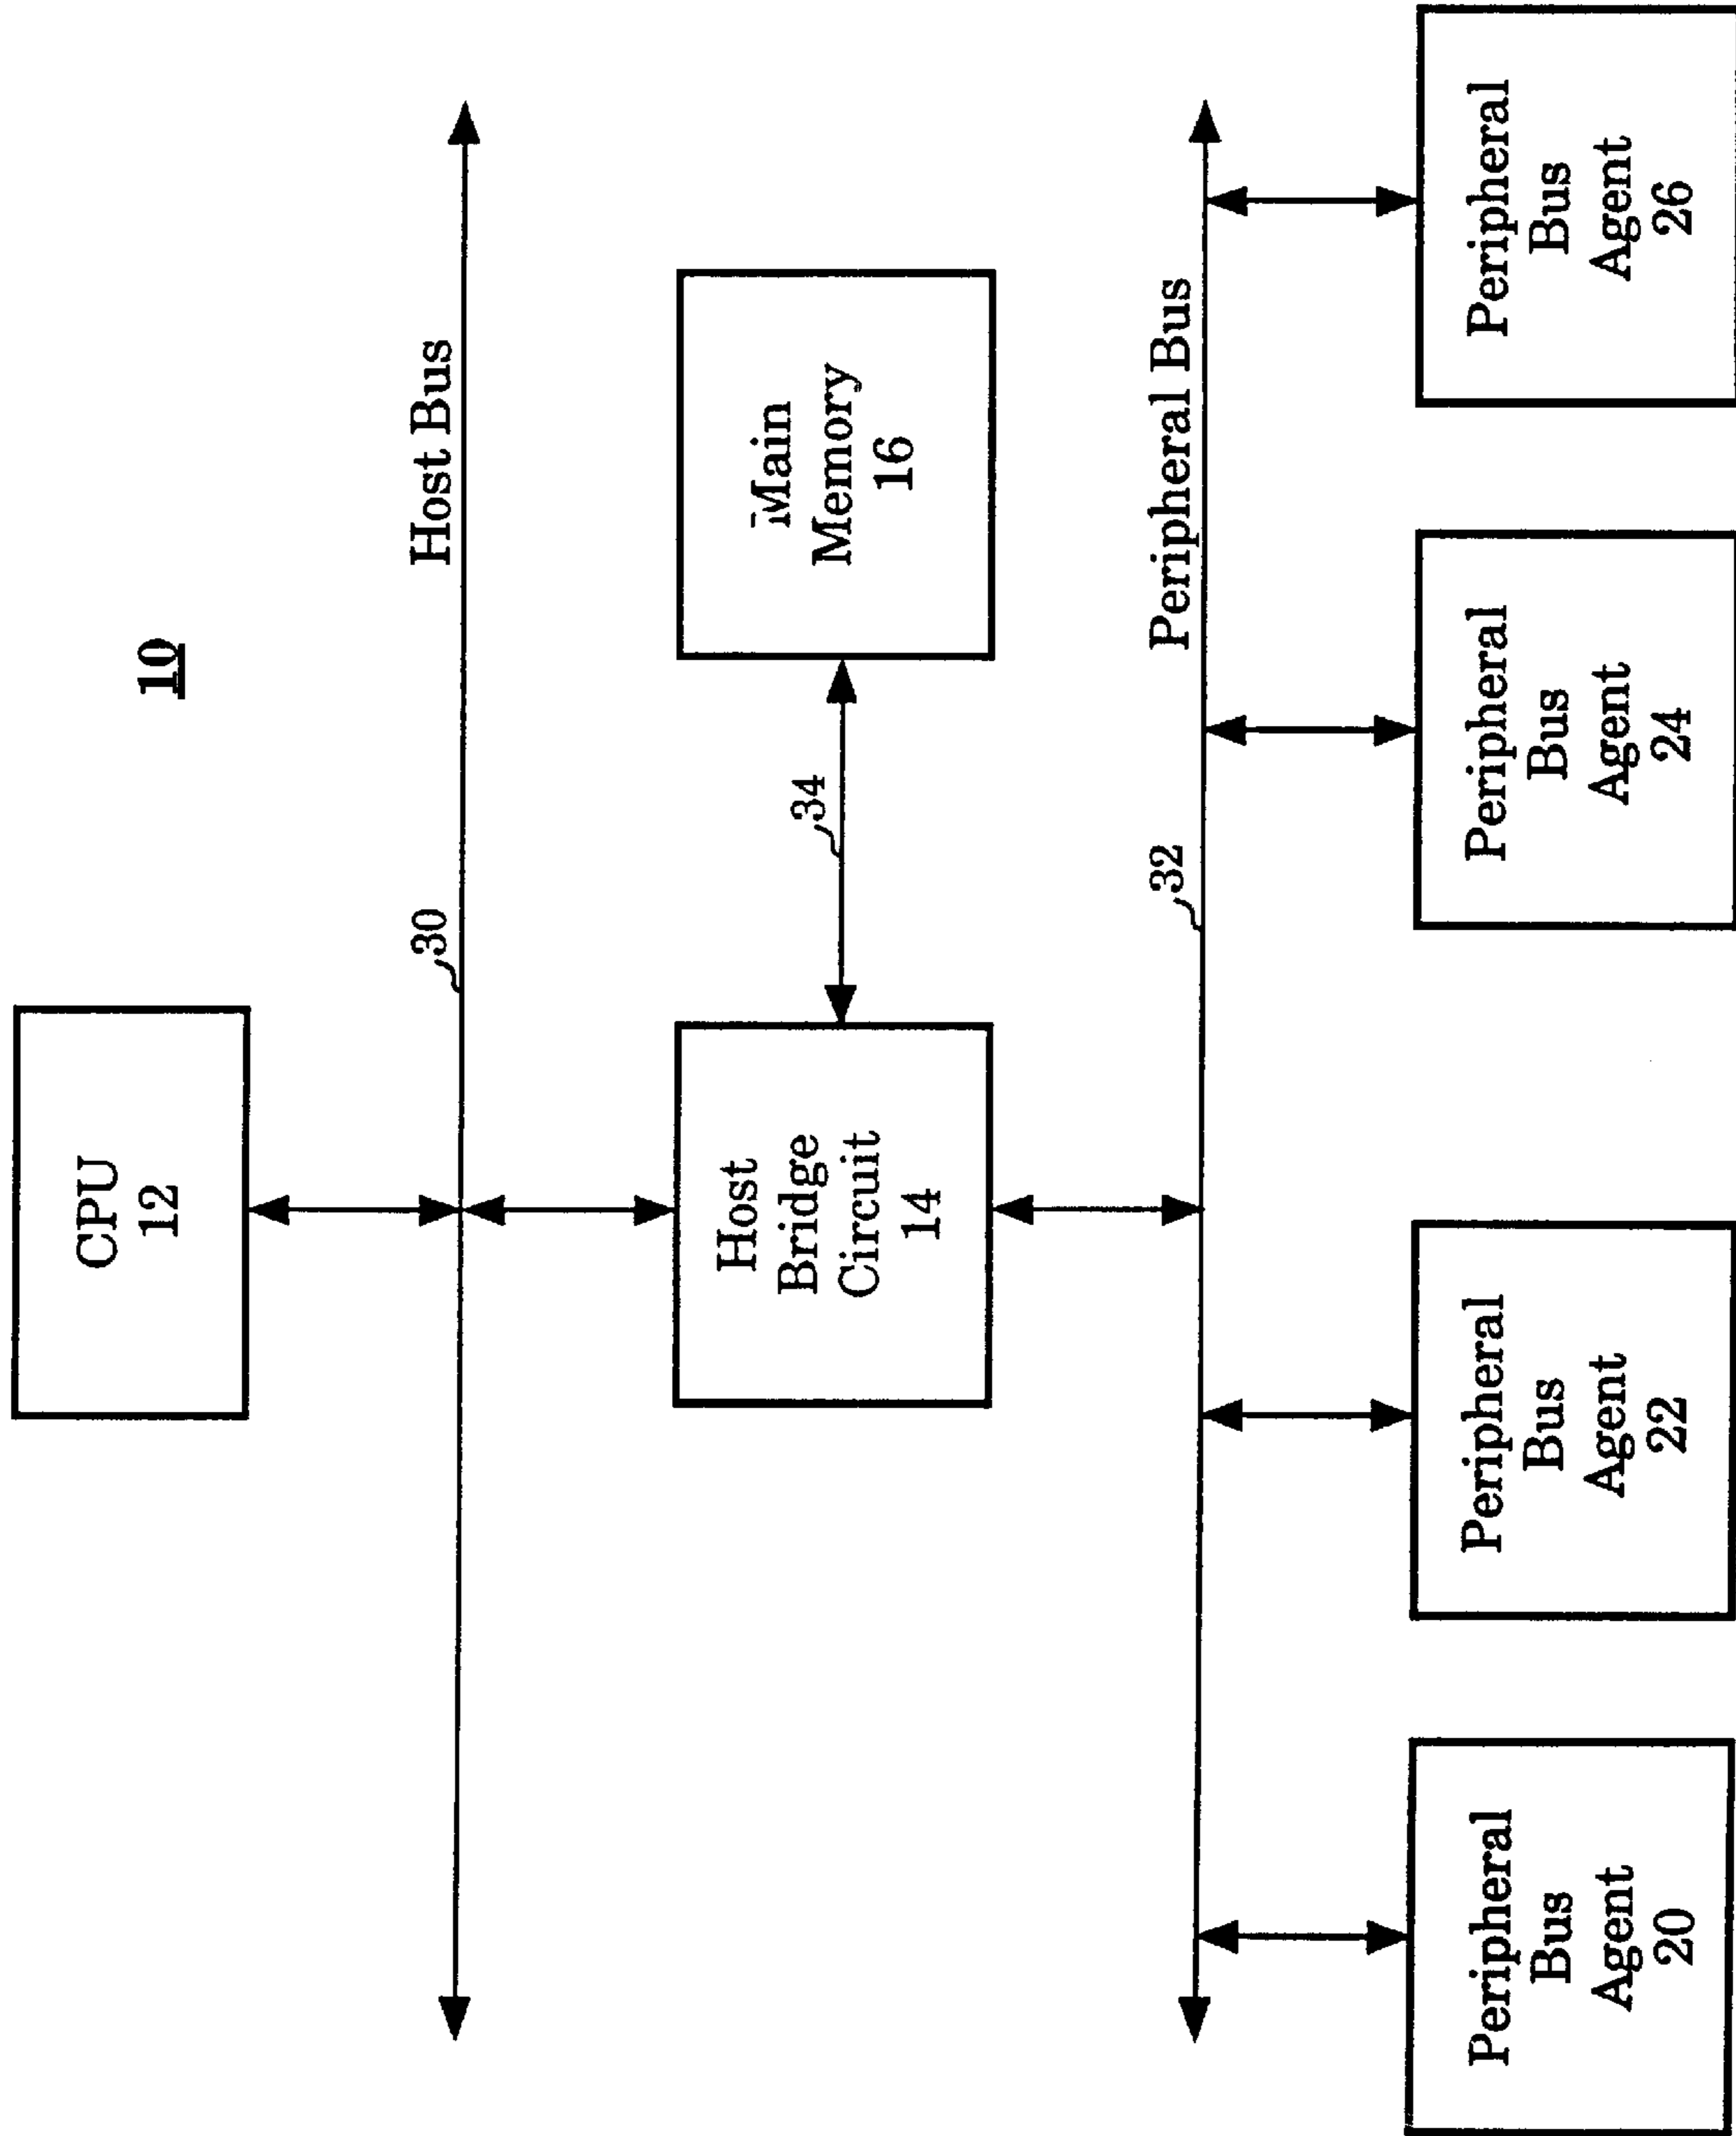 10
CPU
12
30
Host Bus
Host
Bridge
Circuit
14
34
Main
Memory
16
32
Peripheral Bus
Peripheral
Bus
Agent
20
Peripheral
Bus
Agent
22
Peripheral
Bus
Agent
24
Peripheral
Bus
Agent
26